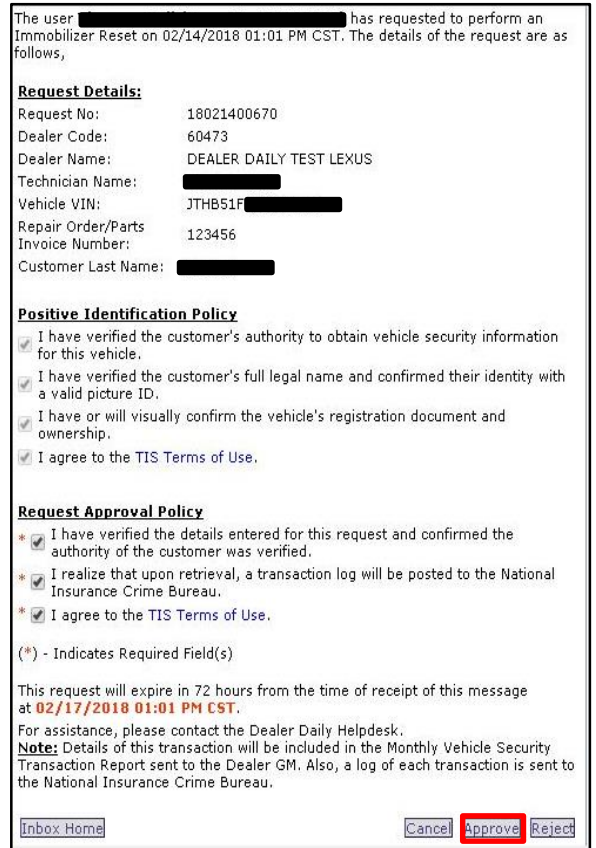 The user has requested to perform an
Immobilizer Reset on 02/14/2018 01:01 PM CST. The details of the request are as
follows,
Request Details:
Request No: 18021400670
Dealer Code: 60473
Dealer Name: DEALER DAILY TEST LEXUS
Technician Name:
Vehicle VIN: JTHB51F
Repair Order/Parts
Invoice Number: 123456
Customer Last Name:
Positive Identification Policy
I have verified the customer's authority to obtain vehicle security information
for this vehicle.
I have verified the customer's full legal name and confirmed their identity with
a valid picture ID.
I have or will visually confirm the vehicle's registration document and
ownership.
I agree to the TIS Terms of Use.
Request Approval Policy
* I have verified the details entered for this request and confirmed the
authority of the customer was verified.
* I realize that upon retrieval, a transaction log will be posted to the National
Insurance Crime Bureau.
* I agree to the TIS Terms of Use.
(*) - Indicates Required Field(s)
This request will expire in 72 hours from the time of receipt of this message
at 02/17/2018 01:01 PM CST.
For assistance, please contact the Dealer Daily Helpdesk.
Note: Details of this transaction will be included in the Monthly Vehicle Security
Transaction Report sent to the Dealer GM. Also, a log of each transaction is sent to
the National Insurance Crime Bureau.
Inbox Home Cancel Approve Reject